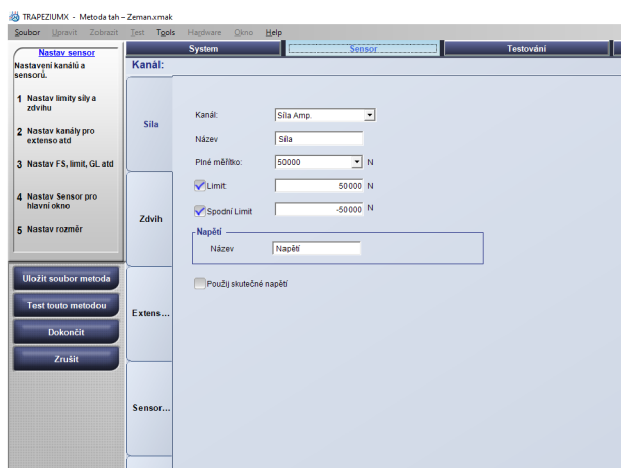 TRAPEZIUMX - Metoda tah – Zeman.xmak
Soubor Upravit Zobrazit Test Tools Hardware Okno Help
Nastav sensor
Nastavení kanálů a
sensorů.
1 Nastav limity síly a
zdvihu
2 Nastav kanály pro
extenso atd
3 Nastav FS, limit, GL atd
4 Nastav Sensor pro
hlavní okno
5 Nastav rozměr
Uložit soubor metoda
Test touto metodou
Dokončit
Zrušit
System Sensor Testování
Kanál:
Síla
Zdvih
Extens...
Sensor...
Kanál: Síla Amp.
Název Síla
Plné měřítko: 50000 N
Limit: 50000 N
Spodní Limit -50000 N
Napětí
Název Napětí
Použij skutečné napětí